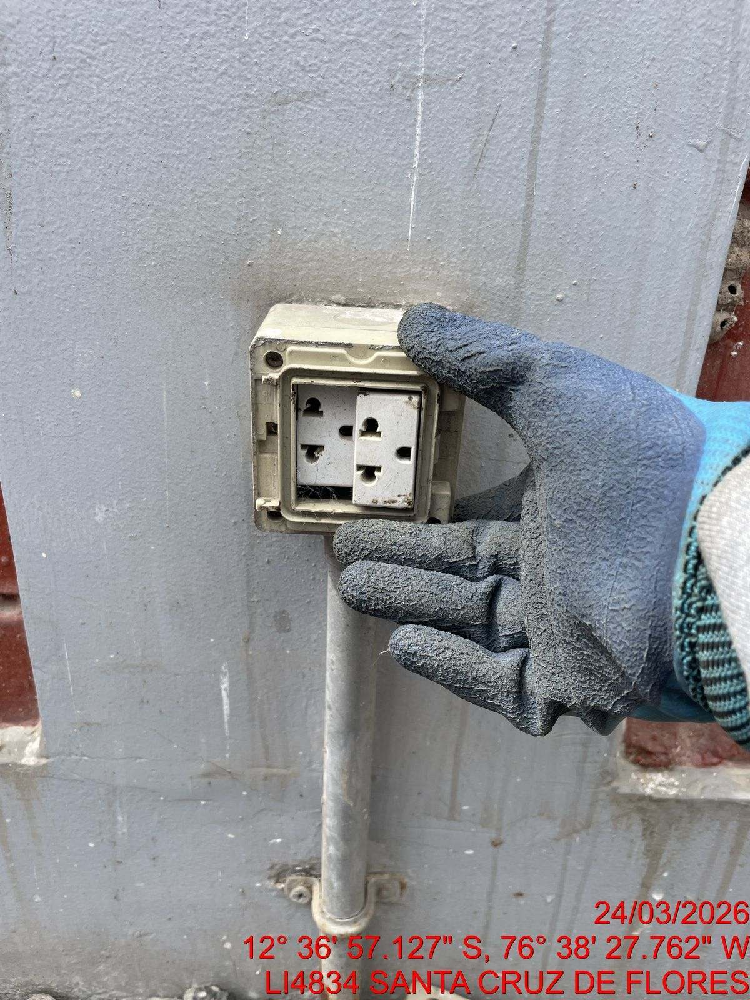 24/03/2026
12° 36' 57.127" S, 76° 38' 27.762" W
LI4834 SANTA CRUZ DE FLORES